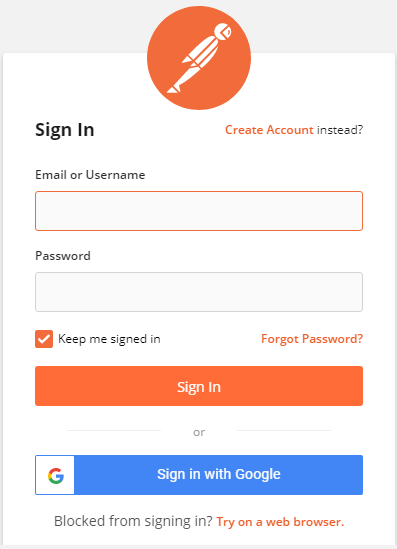 Sign In
Create Account instead?
Email or Username
Password
Keep me signed in
Forgot Password?
Sign In
or
Sign in with Google
Blocked from signing in? Try on a web browser.